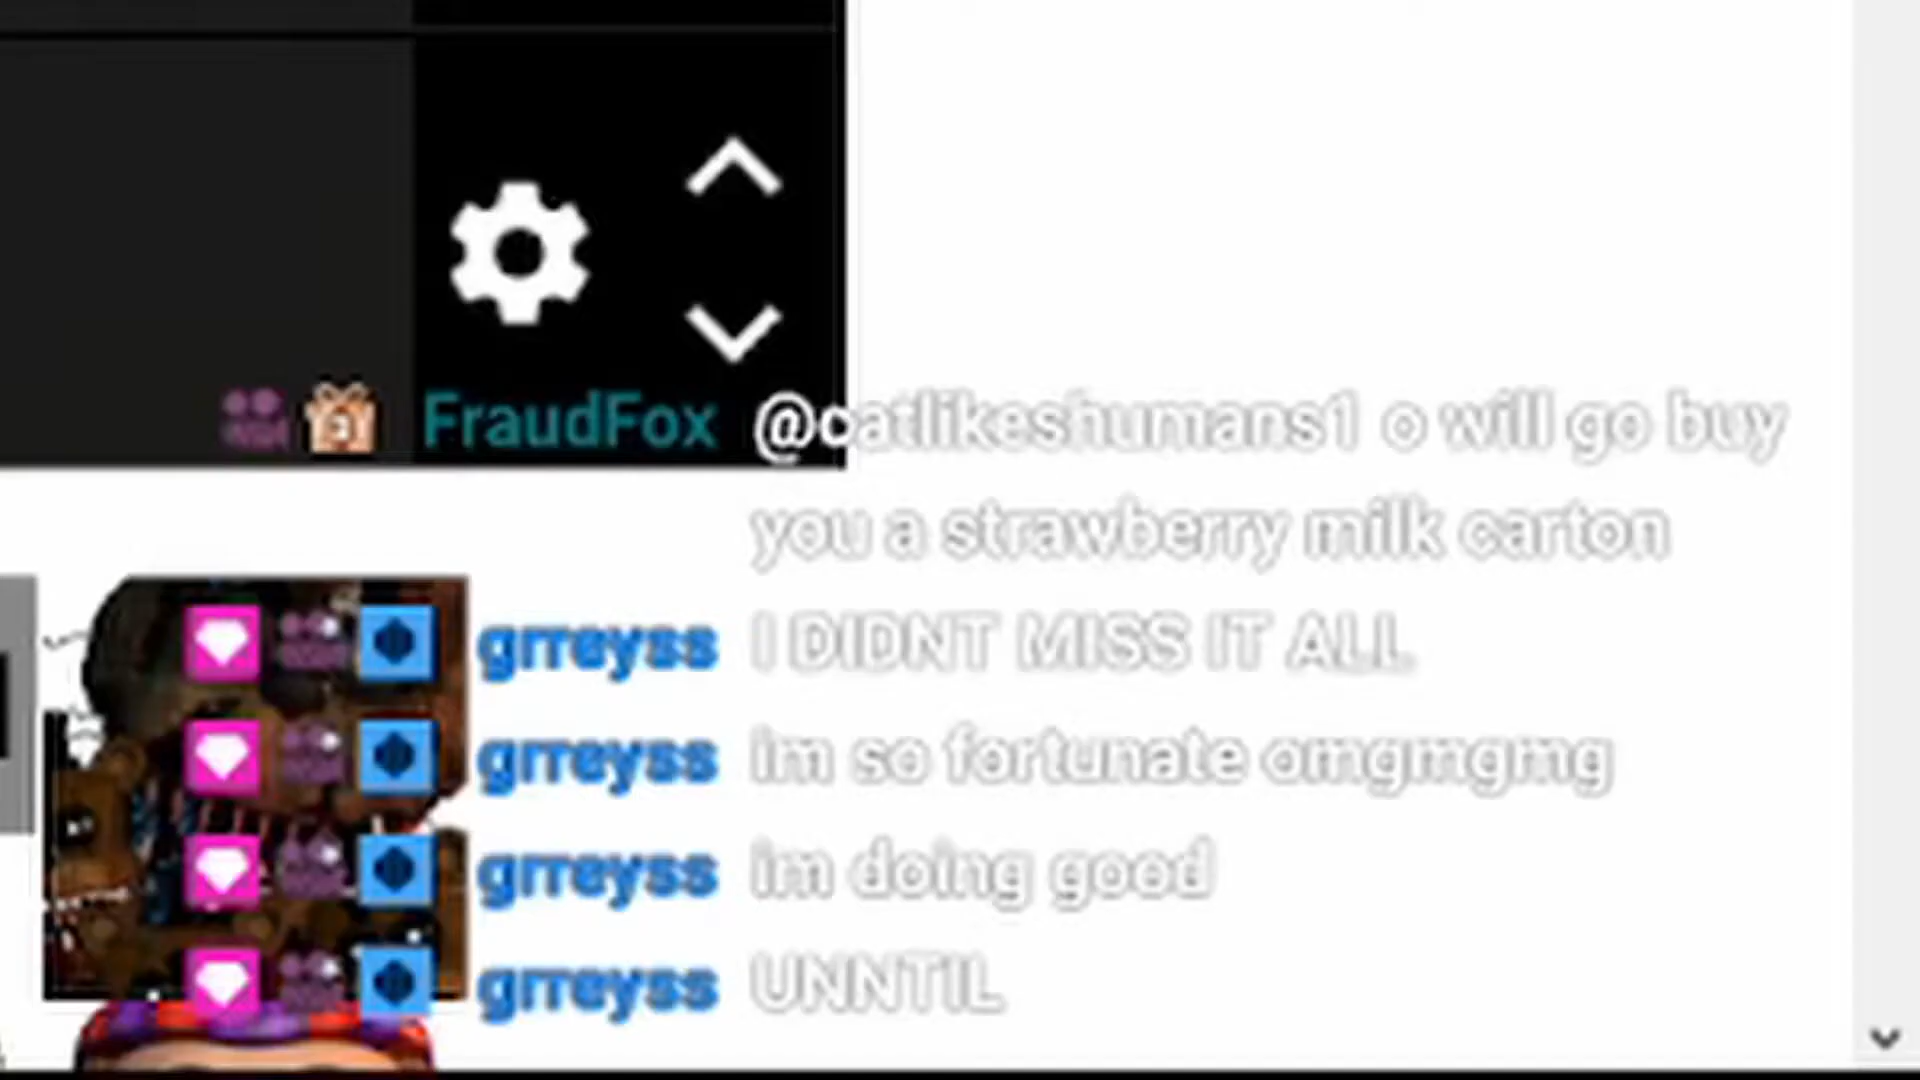 FraudFox @catlikeshumans1 o will go buy
you a strawberry milk carton
grreyss I DIDNT MISS IT ALL
grreyss im so fortunate omgmgmg
grreyss im doing good
grreyss UNNTIL